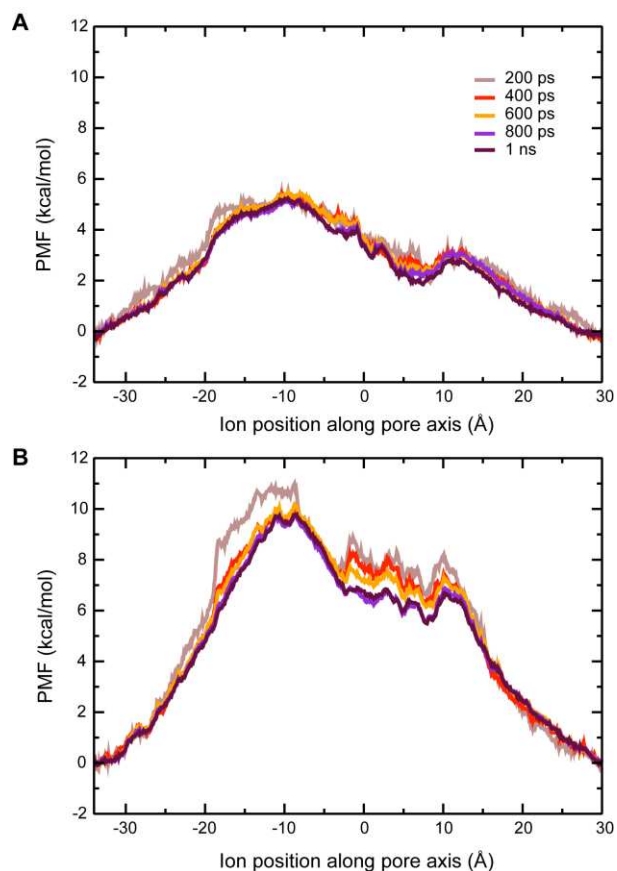 A
12
10
8
6
4
2
0
-2
PMF (kcal/mol)
200 ps
400 ps
600 ps
800 ps
1 ns
-30 -20 -10 0 10 20 30
Ion position along pore axis (Å)
B
12
10
8
6
4
2
0
-2
PMF (kcal/mol)
-30 -20 -10 0 10 20 30
Ion position along pore axis (Å)